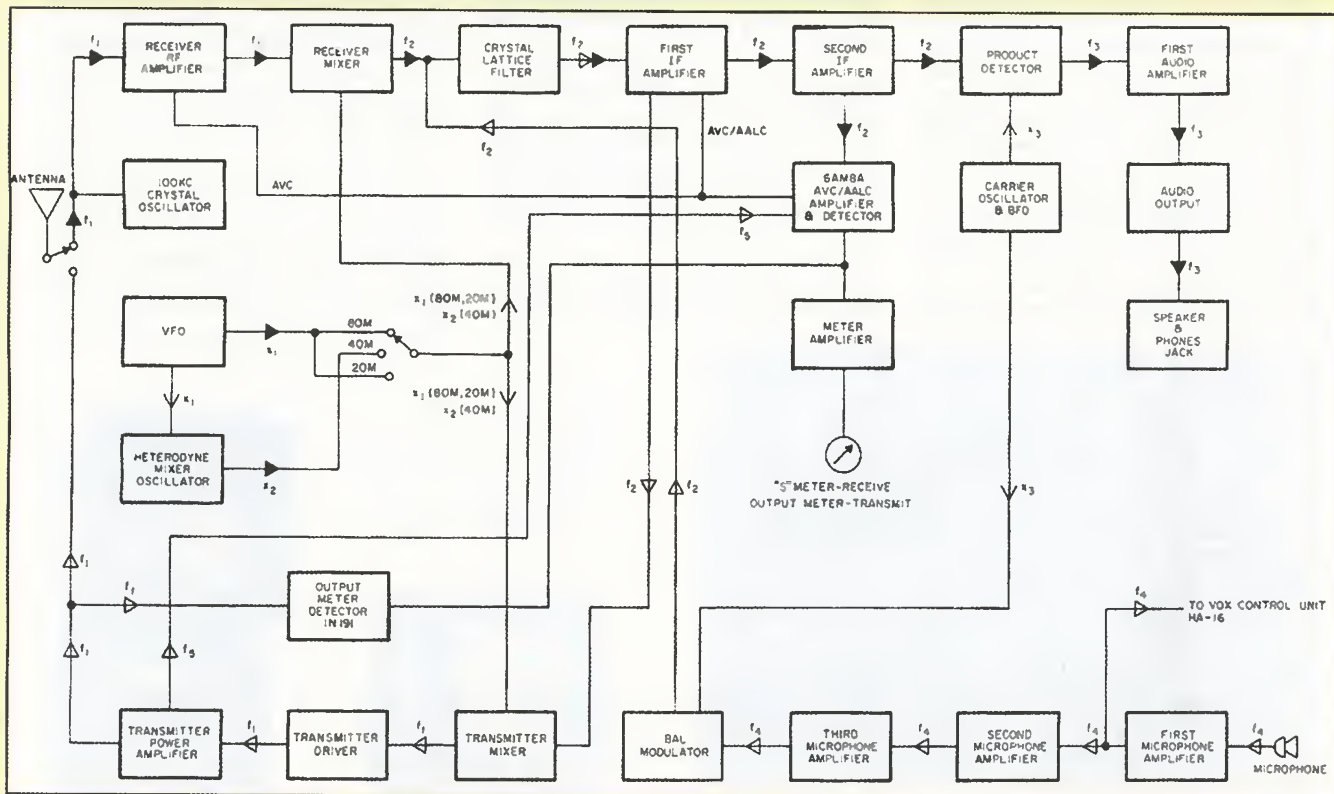 f₁
RECEIVER
RF
AMPLIFIER
f₁
RECEIVER
MIXER
f₂
CRYSTAL
LATTICE
FILTER
f₂
FIRST
IF
AMPLIFIER
f₂
SECOND
IF
AMPLIFIER
f₂
PRODUCT
DETECTOR
f₃
FIRST
AUDIO
AMPLIFIER
f₂
AVC/AALC
f₂
x₃
f₃
ANTENNA
f₁
100KC
CRYSTAL
OSCILLATOR
AVC
f₅
6AM8A
AVC/AALC
AMPLIFIER
& DETECTOR
CARRIER
OSCILLATOR
& BFO
AUDIO
OUTPUT
f₃
VFO
x₁
80M
40M
20M
x₁ (80M,20M)
x₂ (40M)
x₁ (80M,20M)
x₂ (40M)
METER
AMPLIFIER
SPEAKER
&
PHONES
JACK
x₁
HETERODYNE
MIXER
OSCILLATOR
x₂
"S" METER-RECEIVE
OUTPUT METER-TRANSMIT
f₂
f₂
x₃
f₁
f₁
OUTPUT
METER
DETECTOR
IN 191
f₄
TO VOX CONTROL UNIT
HA-16
f₁
f₅
TRANSMITTER
POWER
AMPLIFIER
f₁
TRANSMITTER
DRIVER
f₁
TRANSMITTER
MIXER
BAL
MODULATOR
f₄
THIRD
MICROPHONE
AMPLIFIER
f₄
SECOND
MICROPHONE
AMPLIFIER
f₄
FIRST
MICROPHONE
AMPLIFIER
f₄
MICROPHONE